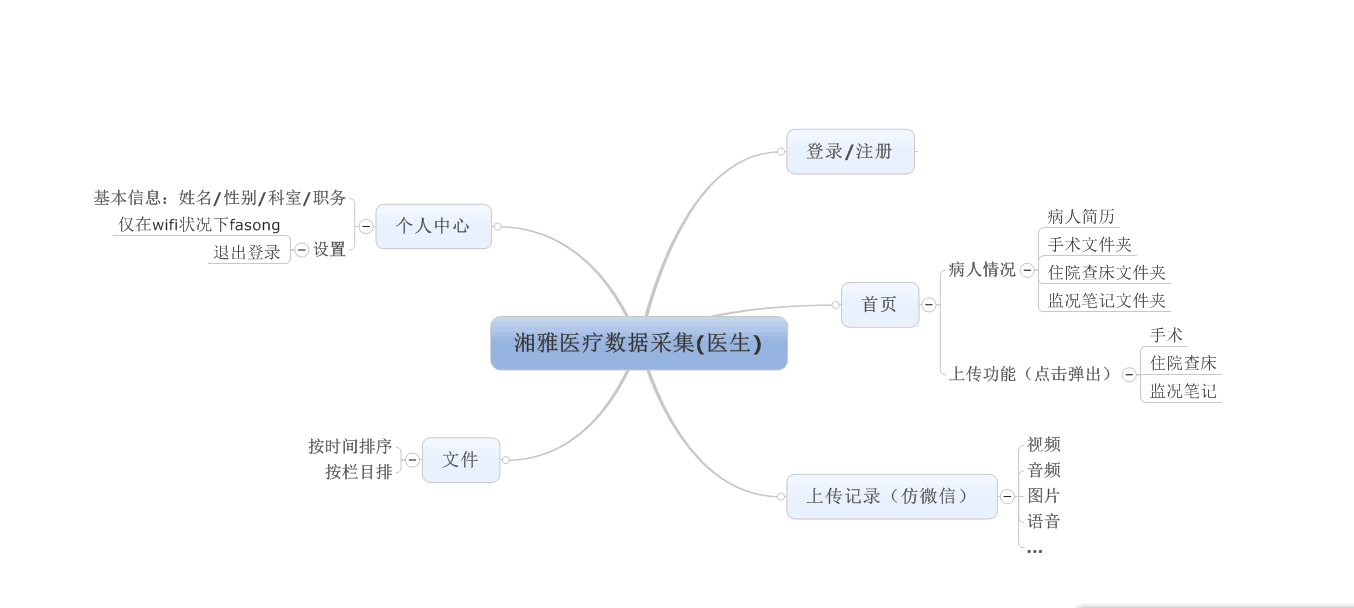 湘雅医疗数据采集(医生)
登录/注册
首页
病人情况
病人简历
手术文件夹
住院查床文件夹
监况笔记文件夹
上传功能（点击弹出）
手术
住院查床
监况笔记
上传记录（仿微信）
视频
音频
图片
语音
...
文件
按时间排序
按栏目排
个人中心
基本信息：姓名/性别/科室/职务
设置
仅在wifi状况下fasong
退出登录